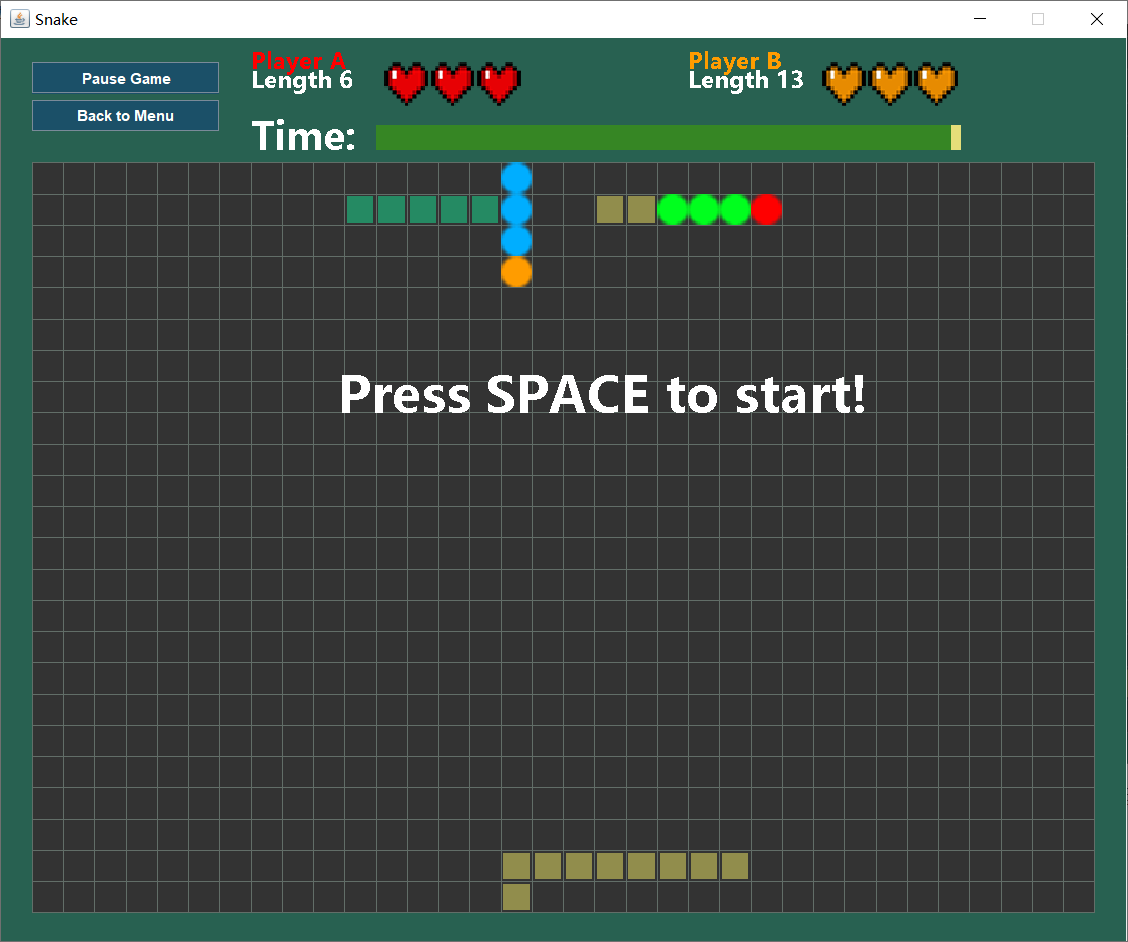 Snake
Pause Game
Back to Menu
Player A
Length 6
Player B
Length 13
Time:
Press SPACE to start!